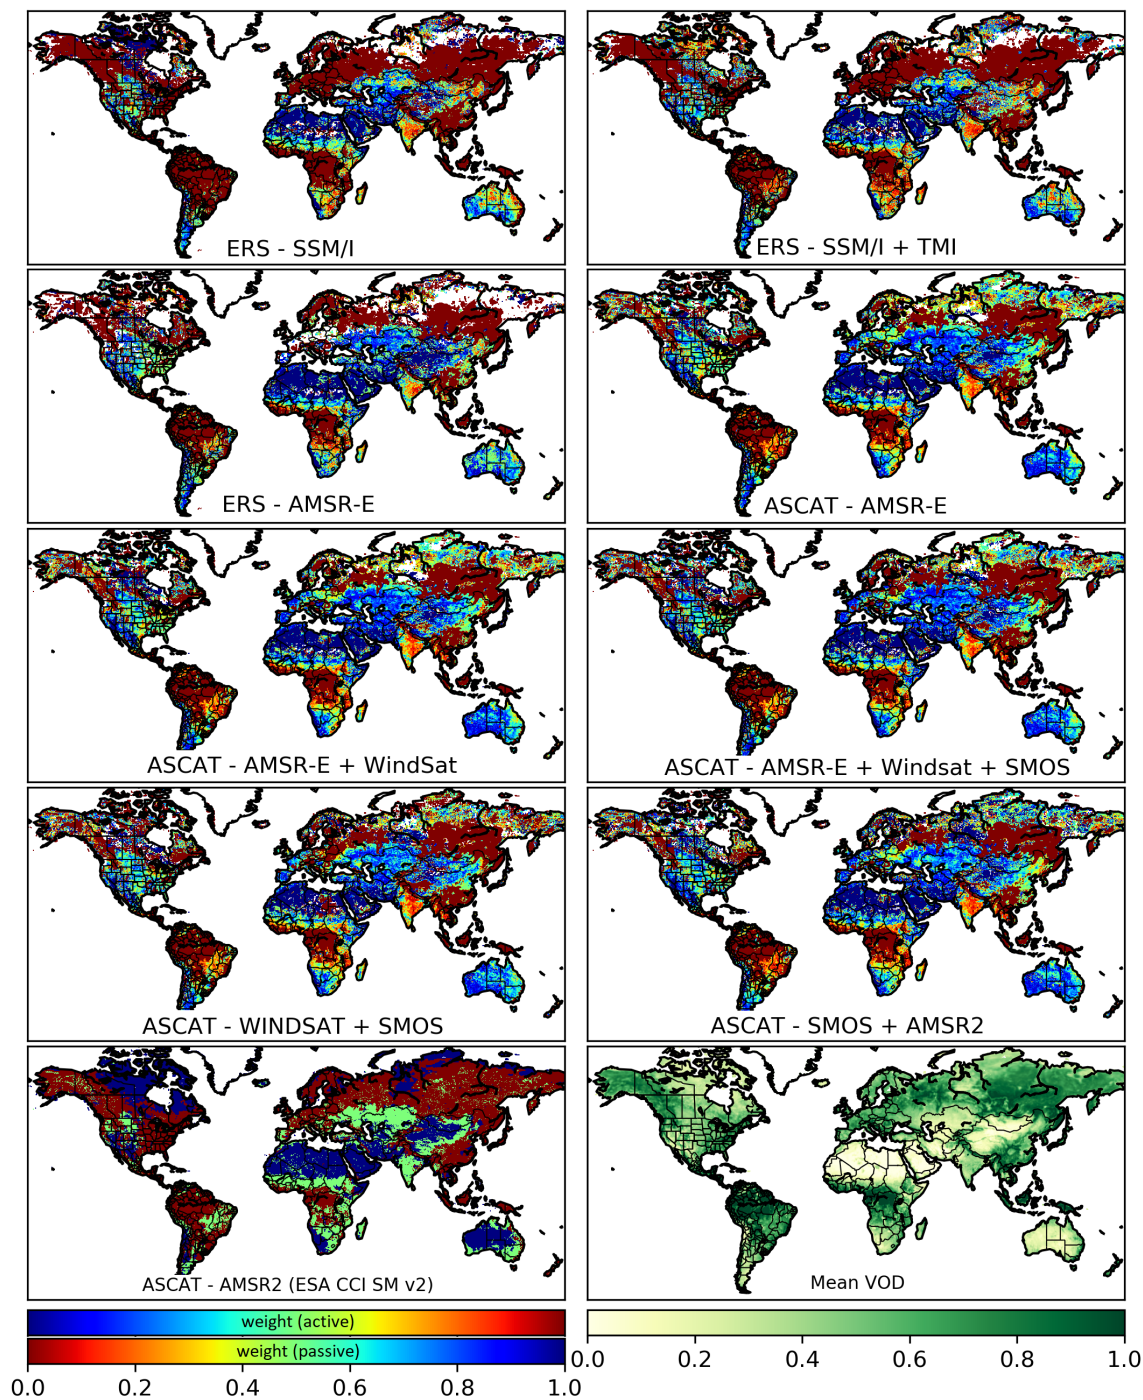 ERS - SSM/I
ERS - SSM/I + TMI
ERS - AMSR-E
ASCAT - AMSR-E
ASCAT - AMSR-E + WindSat
ASCAT - AMSR-E + Windsat + SMOS
ASCAT - WINDSAT + SMOS
ASCAT - SMOS + AMSR2
ASCAT - AMSR2 (ESA CCI SM v2)
Mean VOD
weight (active)
weight (passive)
0.0 0.2 0.4 0.6 0.8 1.0
0.0 0.2 0.4 0.6 0.8 1.0